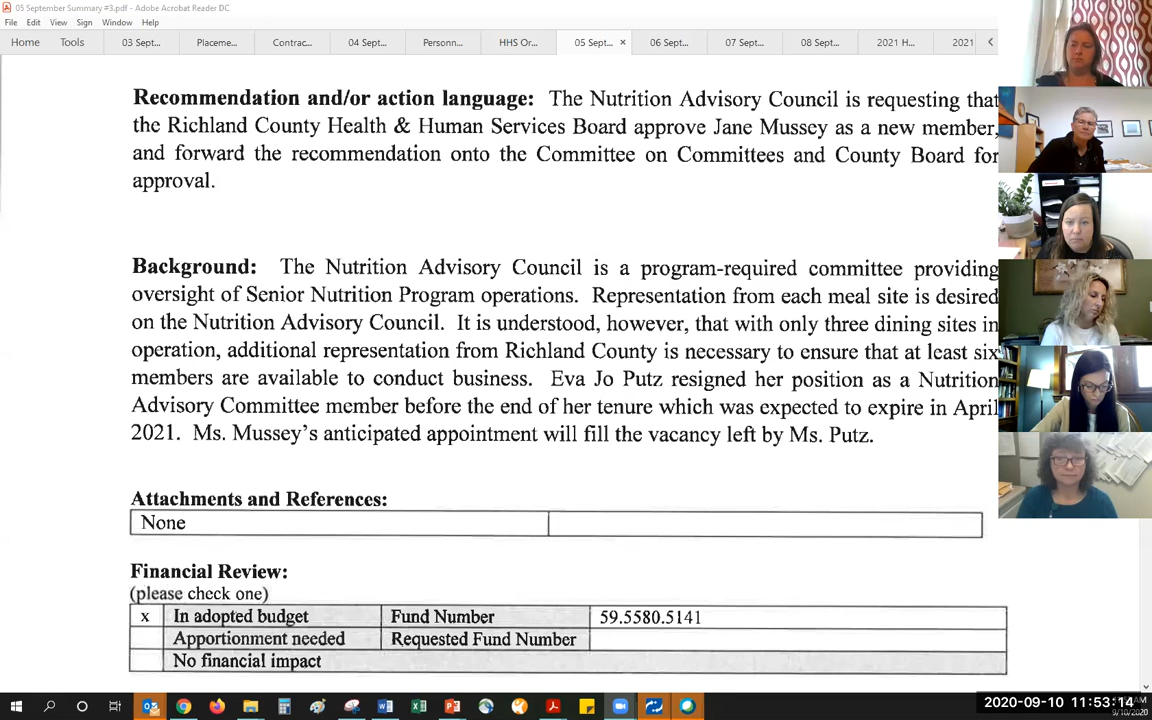 05 September Summary #3.pdf - Adobe Acrobat Reader DC
File Edit View Sign Window Help
Home Tools 03 Sept... Placeme... Contrac... 04 Sept... Personn... HHS Or... 05 Sept... × 06 Sept... 07 Sept... 08 Sept... 2021 H... 2021
Recommendation and/or action language: The Nutrition Advisory Council is requesting that
the Richland County Health & Human Services Board approve Jane Mussey as a new member,
and forward the recommendation onto the Committee on Committees and County Board for
approval.
Background: The Nutrition Advisory Council is a program-required committee providing
oversight of Senior Nutrition Program operations. Representation from each meal site is desired
on the Nutrition Advisory Council. It is understood, however, that with only three dining sites in
operation, additional representation from Richland County is necessary to ensure that at least six
members are available to conduct business. Eva Jo Putz resigned her position as a Nutrition
Advisory Committee member before the end of her tenure which was expected to expire in April
2021. Ms. Mussey's anticipated appointment will fill the vacancy left by Ms. Putz.
Attachments and References:
None
Financial Review:
(please check one)
x In adopted budget Fund Number 59.5580.5141
Apportionment needed Requested Fund Number
No financial impact
2020-09-10 11:53:14
9/10/2020